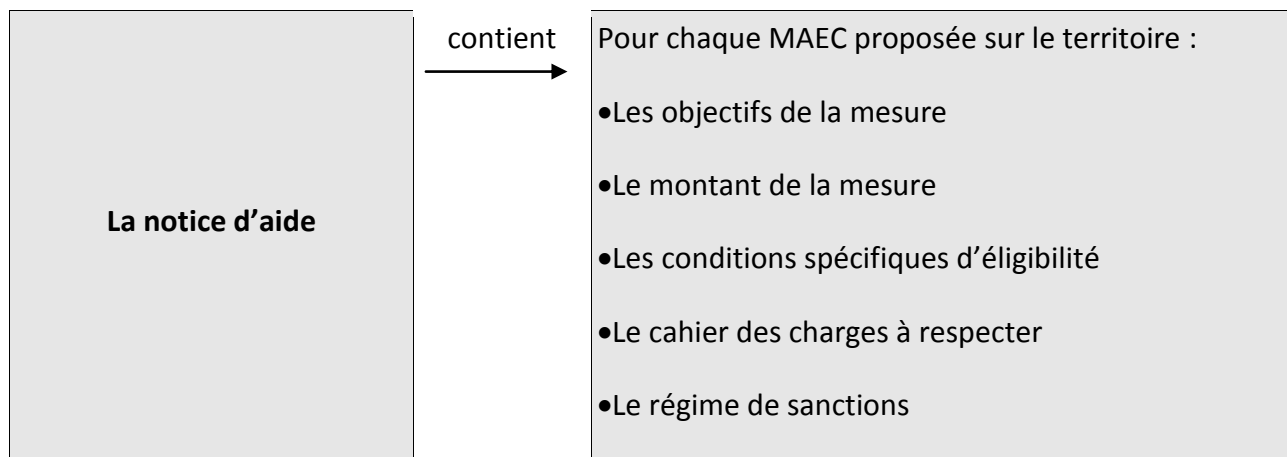 La notice d’aide
contient
Pour chaque MAEC proposée sur le territoire :
•Les objectifs de la mesure
•Le montant de la mesure
•Les conditions spécifiques d’éligibilité
•Le cahier des charges à respecter
•Le régime de sanctions